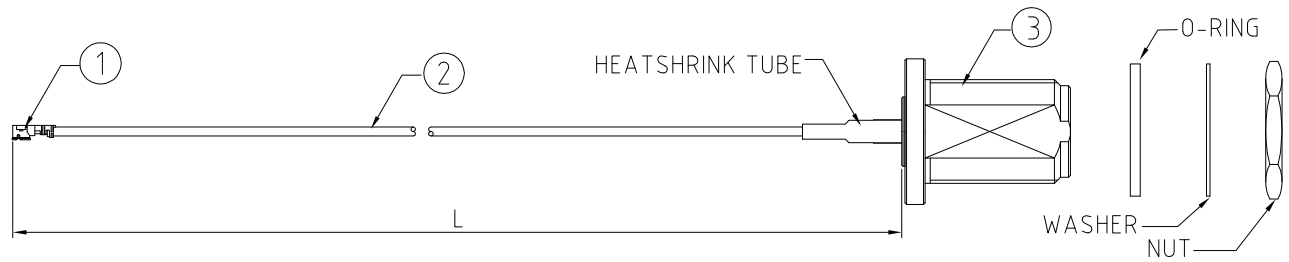 1
2
HEATSHRINK TUBE
3
O-RING
L
WASHER
NUT